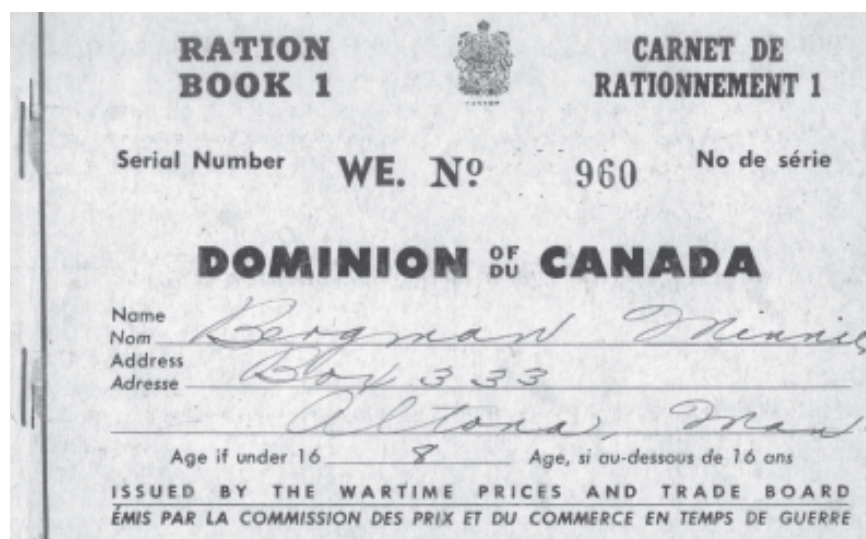 RATION BOOK 1
CARNET DE RATIONNEMENT 1
Serial Number WE. Nº 960 No de série
DOMINION OF DU CANADA
Name
Nom Bergman Minnie
Address
Adresse Box 333
Altona, Man
Age if under 16 8 Age, si au-dessous de 16 ans
ISSUED BY THE WARTIME PRICES AND TRADE BOARD
ÉMIS PAR LA COMMISSION DES PRIX ET DU COMMERCE EN TEMPS DE GUERRE